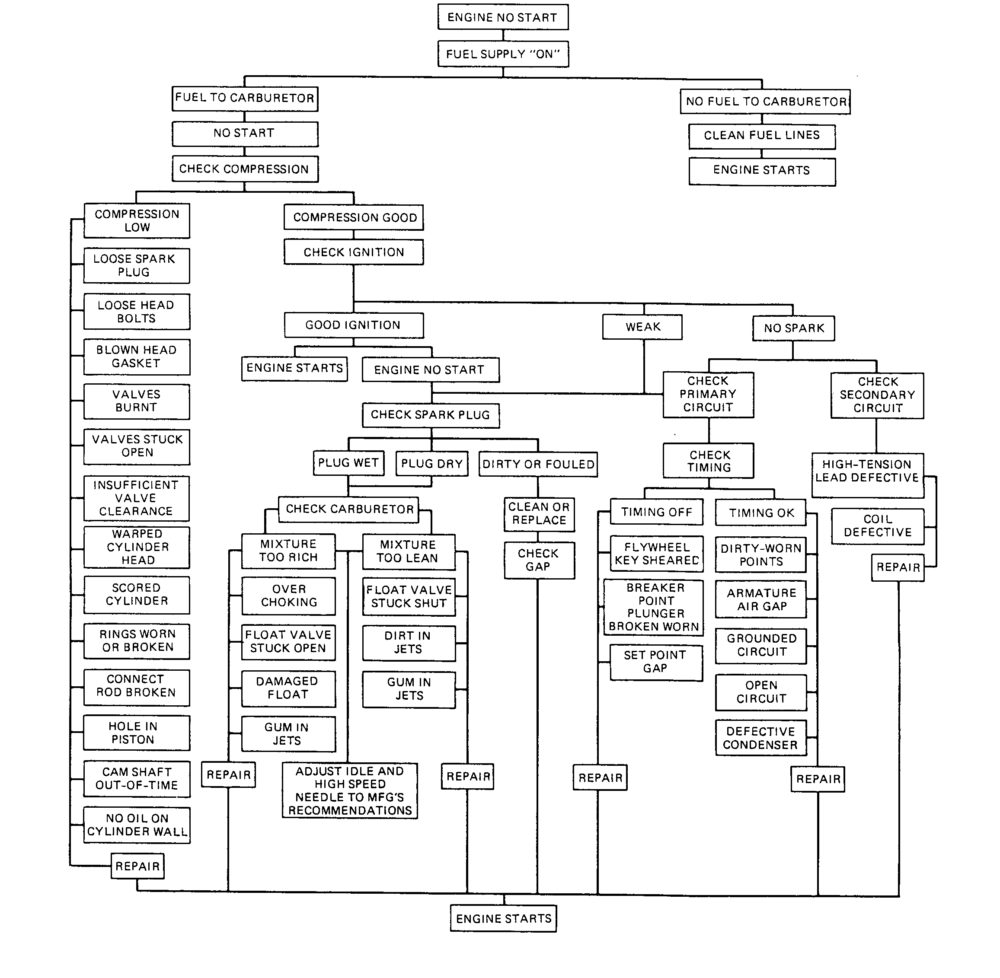 ENGINE NO START
FUEL SUPPLY "ON"
FUEL TO CARBURETOR
NO FUEL TO CARBURETOR
NO START
CLEAN FUEL LINES
CHECK COMPRESSION
ENGINE STARTS
COMPRESSION
LOW
LOOSE SPARK
PLUG
LOOSE HEAD
BOLTS
BLOWN HEAD
GASKET
VALVES
BURNT
VALVES STUCK
OPEN
INSUFFICIENT
VALVE
CLEARANCE
WARPED
CYLINDER
HEAD
SCORED
CYLINDER
RINGS WORN
OR BROKEN
CONNECT
ROD BROKEN
HOLE IN
PISTON
CAM SHAFT
OUT-OF-TIME
NO OIL ON
CYLINDER WALL
REPAIR
COMPRESSION GOOD
CHECK IGNITION
GOOD IGNITION
WEAK
NO SPARK
ENGINE STARTS
ENGINE NO START
CHECK SPARK PLUG
PLUG WET
PLUG DRY
DIRTY OR FOULED
CHECK CARBURETOR
MIXTURE
TOO RICH
OVER
CHOKING
FLOAT VALVE
STUCK OPEN
DAMAGED
FLOAT
GUM IN
JETS
REPAIR
ADJUST IDLE AND
HIGH SPEED
NEEDLE TO MFG'S
RECOMMENDATIONS
MIXTURE
TOO LEAN
FLOAT VALVE
STUCK SHUT
DIRT IN
JETS
GUM IN
JETS
REPAIR
CLEAN OR
REPLACE
CHECK
GAP
CHECK
PRIMARY
CIRCUIT
CHECK
TIMING
TIMING OFF
FLYWHEEL
KEY SHEARED
BREAKER
POINT
PLUNGER
BROKEN WORN
SET POINT
GAP
REPAIR
TIMING OK
DIRTY-WORN
POINTS
ARMATURE
AIR GAP
GROUNDED
CIRCUIT
OPEN
CIRCUIT
DEFECTIVE
CONDENSER
REPAIR
CHECK
SECONDARY
CIRCUIT
HIGH-TENSION
LEAD DEFECTIVE
COIL
DEFECTIVE
REPAIR
ENGINE STARTS